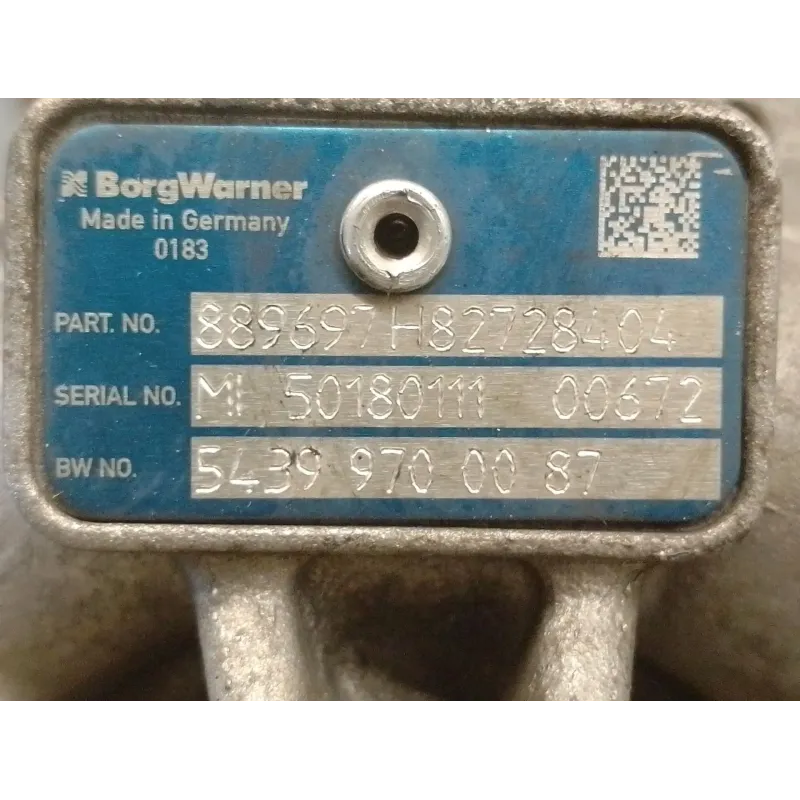 BorgWarner
Made in Germany
0183
PART. NO. 889697 H82728404
SERIAL NO. MI 50180111 00672
BW NO. 5439 970 00 87